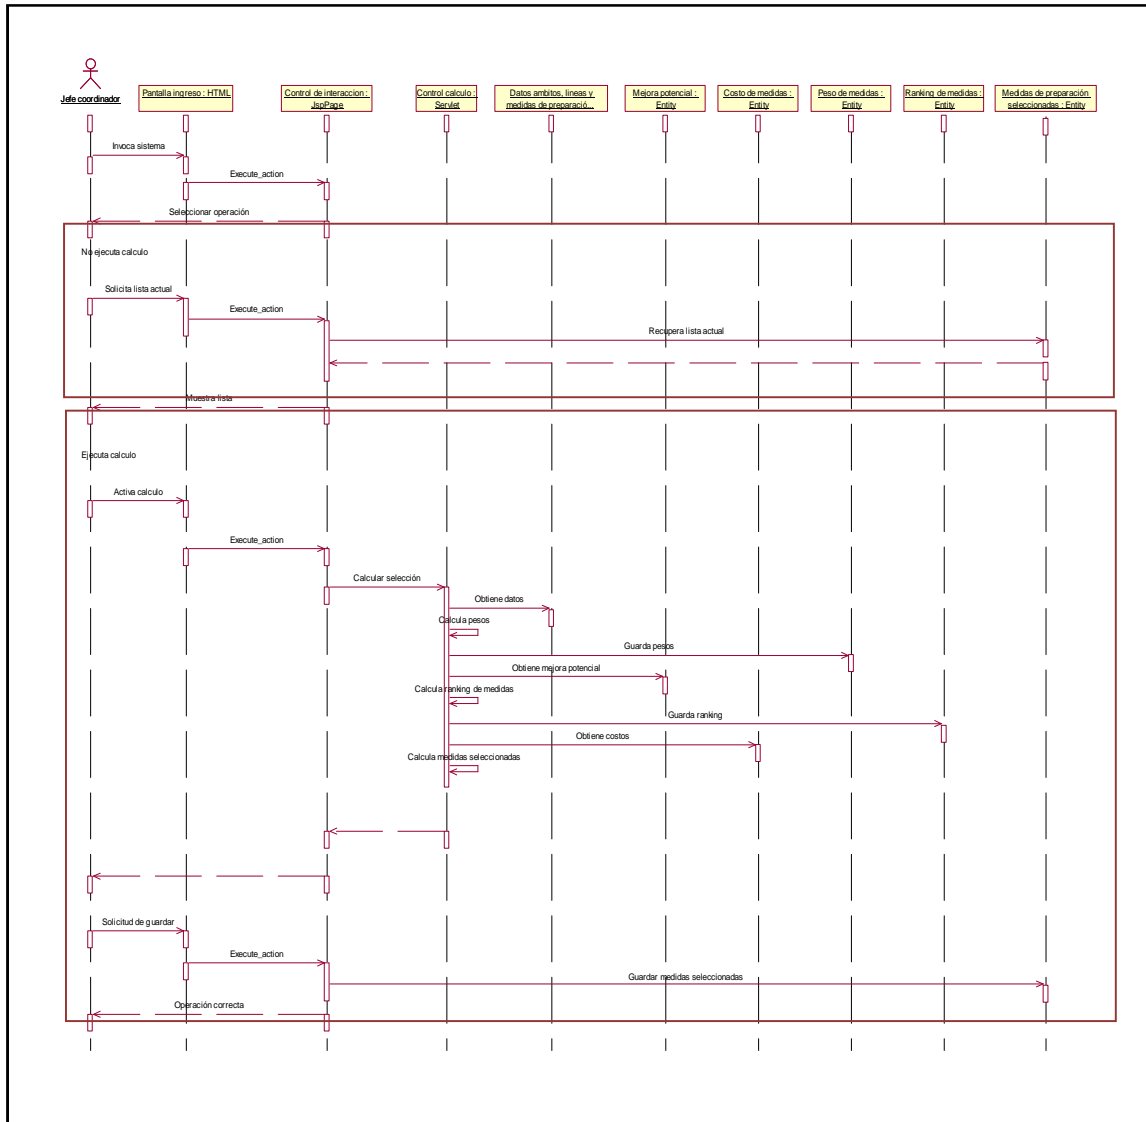 Jefe coordinador
Pantalla ingreso : HTML
Control de interaccion :
JspPage
Control calculo :
Servlet
Datos ambitos, lineas y
medidas de preparació...
Mejora potencial :
Entity
Costo de medidas :
Entity
Peso de medidas :
Entity
Ranking de medidas :
Entity
Medidas de preparación
seleccionadas : Entity
Invoca sistema
Execute_action
Seleccionar operación
No ejecuta calculo
Solicita lista actual
Execute_action
Recupera lista actual
Muestra lista
Ejecuta calculo
Activa calculo
Execute_action
Calcular selección
Obtiene datos
Calcula pesos
Guarda pesos
Obtiene mejora potencial
Calcula ranking de medidas
Guarda ranking
Obtiene costos
Calcula medidas seleccionadas
Solicitud de guardar
Execute_action
Guardar medidas seleccionadas
Operación correcta